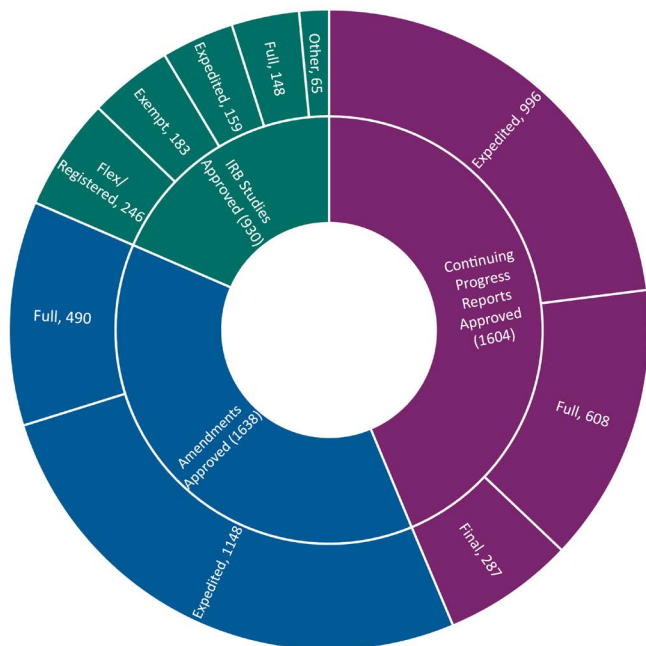 Expedited, 996
Full, 608
Final, 287
Continuing
Progress
Reports
Approved
(1604)
Expedited, 1148
Full, 490
Amendments
Approved (1638)
Flex/
Registered, 246
Exempt, 183
Expedited, 159
Full, 148
Other, 65
IRB Studies
Approved (930)